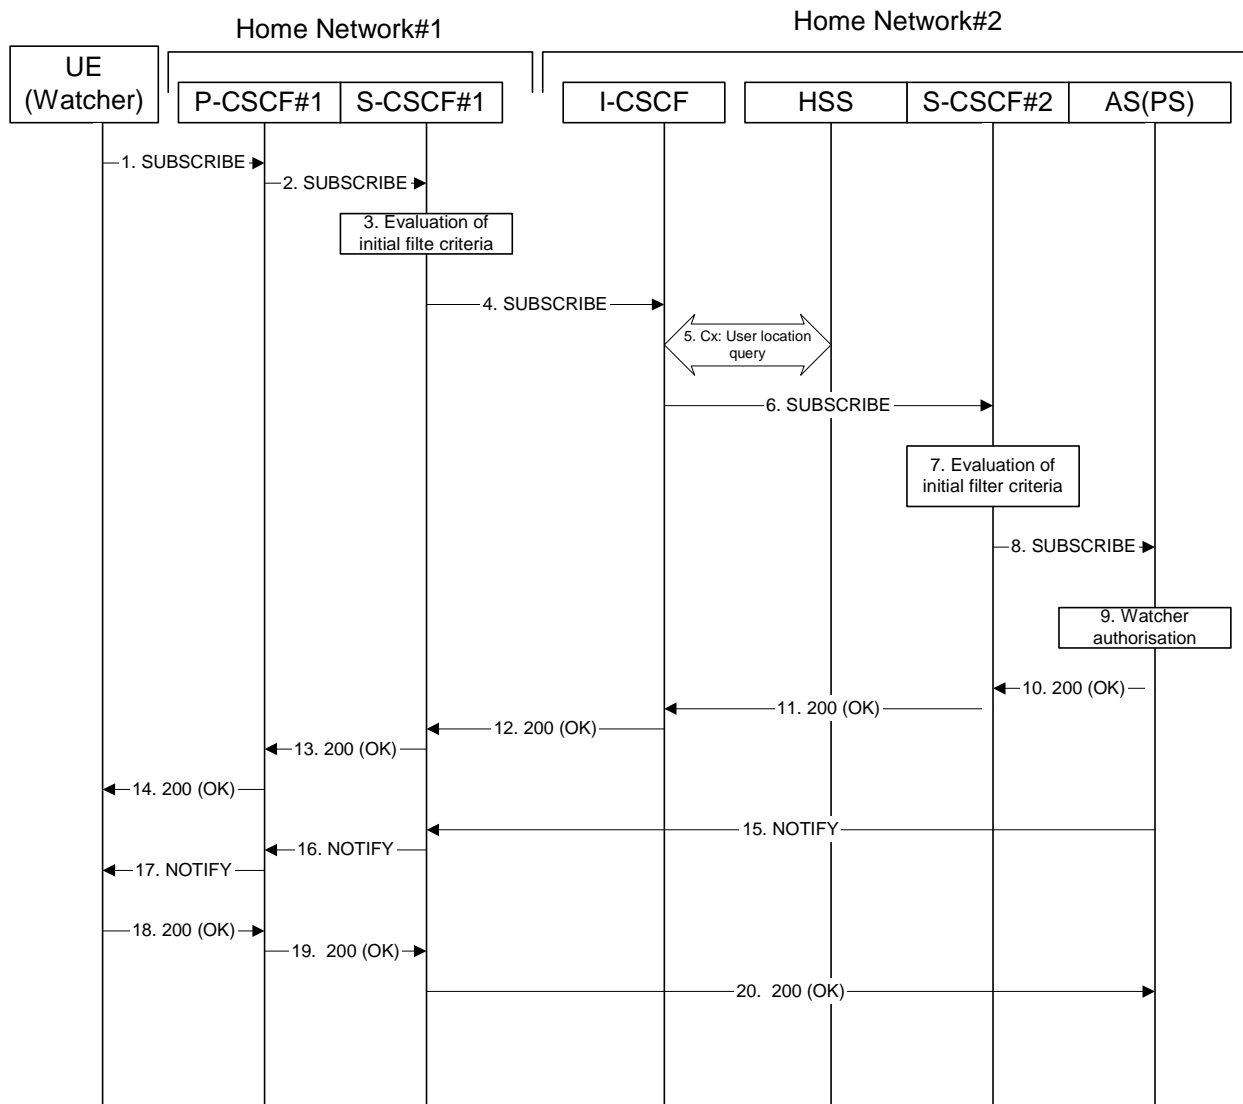 Home Network#1
Home Network#2
UE
(Watcher)
P-CSCF#1
S-CSCF#1
I-CSCF
HSS
S-CSCF#2
AS(PS)
1. SUBSCRIBE
2. SUBSCRIBE
3. Evaluation of
initial filte criteria
4. SUBSCRIBE
5. Cx: User location
query
6. SUBSCRIBE
7. Evaluation of
initial filter criteria
8. SUBSCRIBE
9. Watcher
authorisation
10. 200 (OK)
11. 200 (OK)
12. 200 (OK)
13. 200 (OK)
14. 200 (OK)
15. NOTIFY
16. NOTIFY
17. NOTIFY
18. 200 (OK)
19. 200 (OK)
20. 200 (OK)